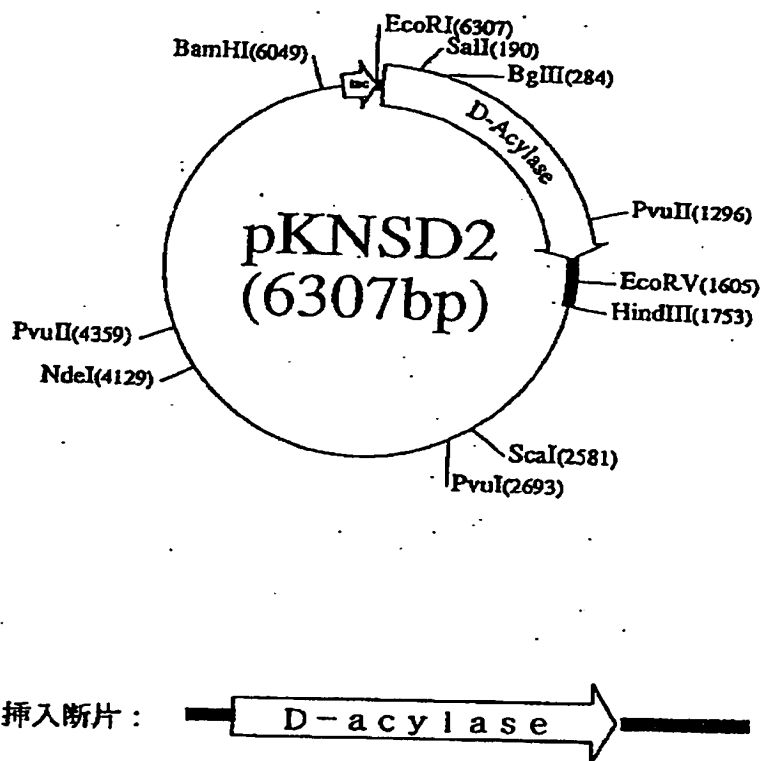 EcoRI(6307)
SalI(190)
BamHI(6049)
BglII(284)
D-Acylase
PvuII(1296)
pKNSD2
(6307bp)
EcoRV(1605)
HindIII(1753)
PvuII(4359)
NdeI(4129)
ScaI(2581)
PvuI(2693)
挿入断片：
D-acylase